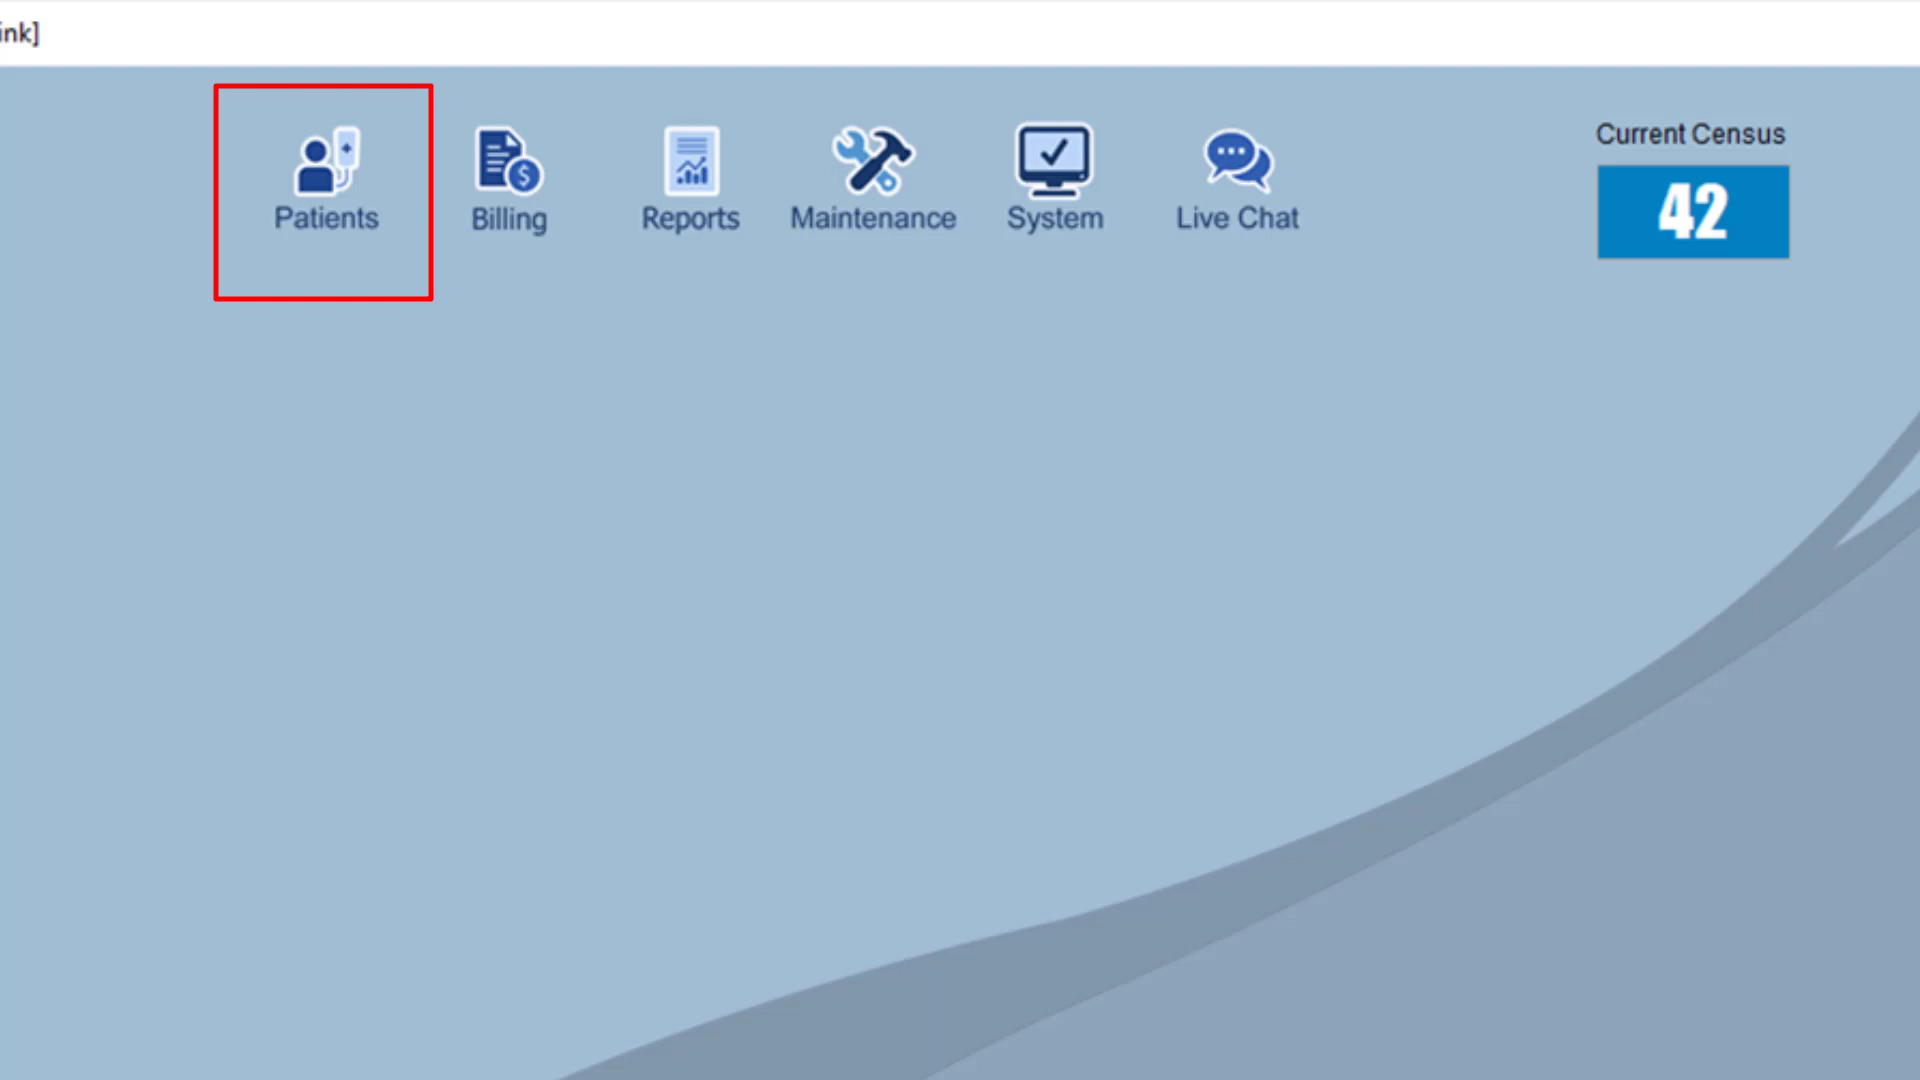 ink]
Current Census
42
Patients
Billing
Reports
Maintenance
System
Live Chat